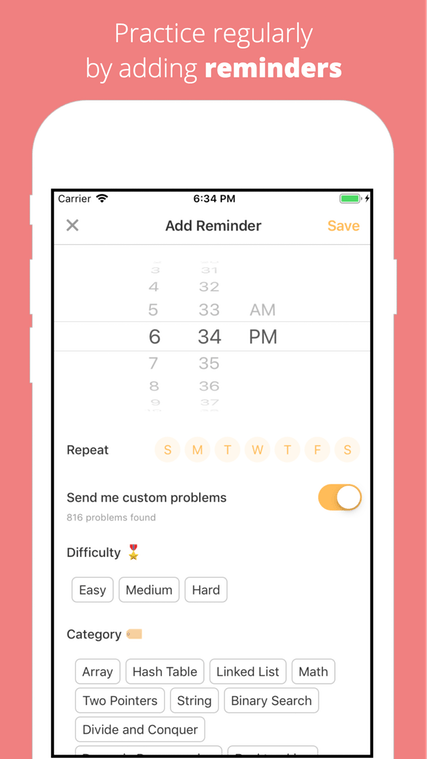 Practice regularly
by adding reminders
Carrier 6:34 PM
Add Reminder Save
3 31
4 32
5 33 AM
6 34 PM
7 35
8 36
9 37
Repeat S M T W T F S
Send me custom problems
816 problems found
Difficulty
Easy Medium Hard
Category
Array Hash Table Linked List Math
Two Pointers String Binary Search
Divide and Conquer